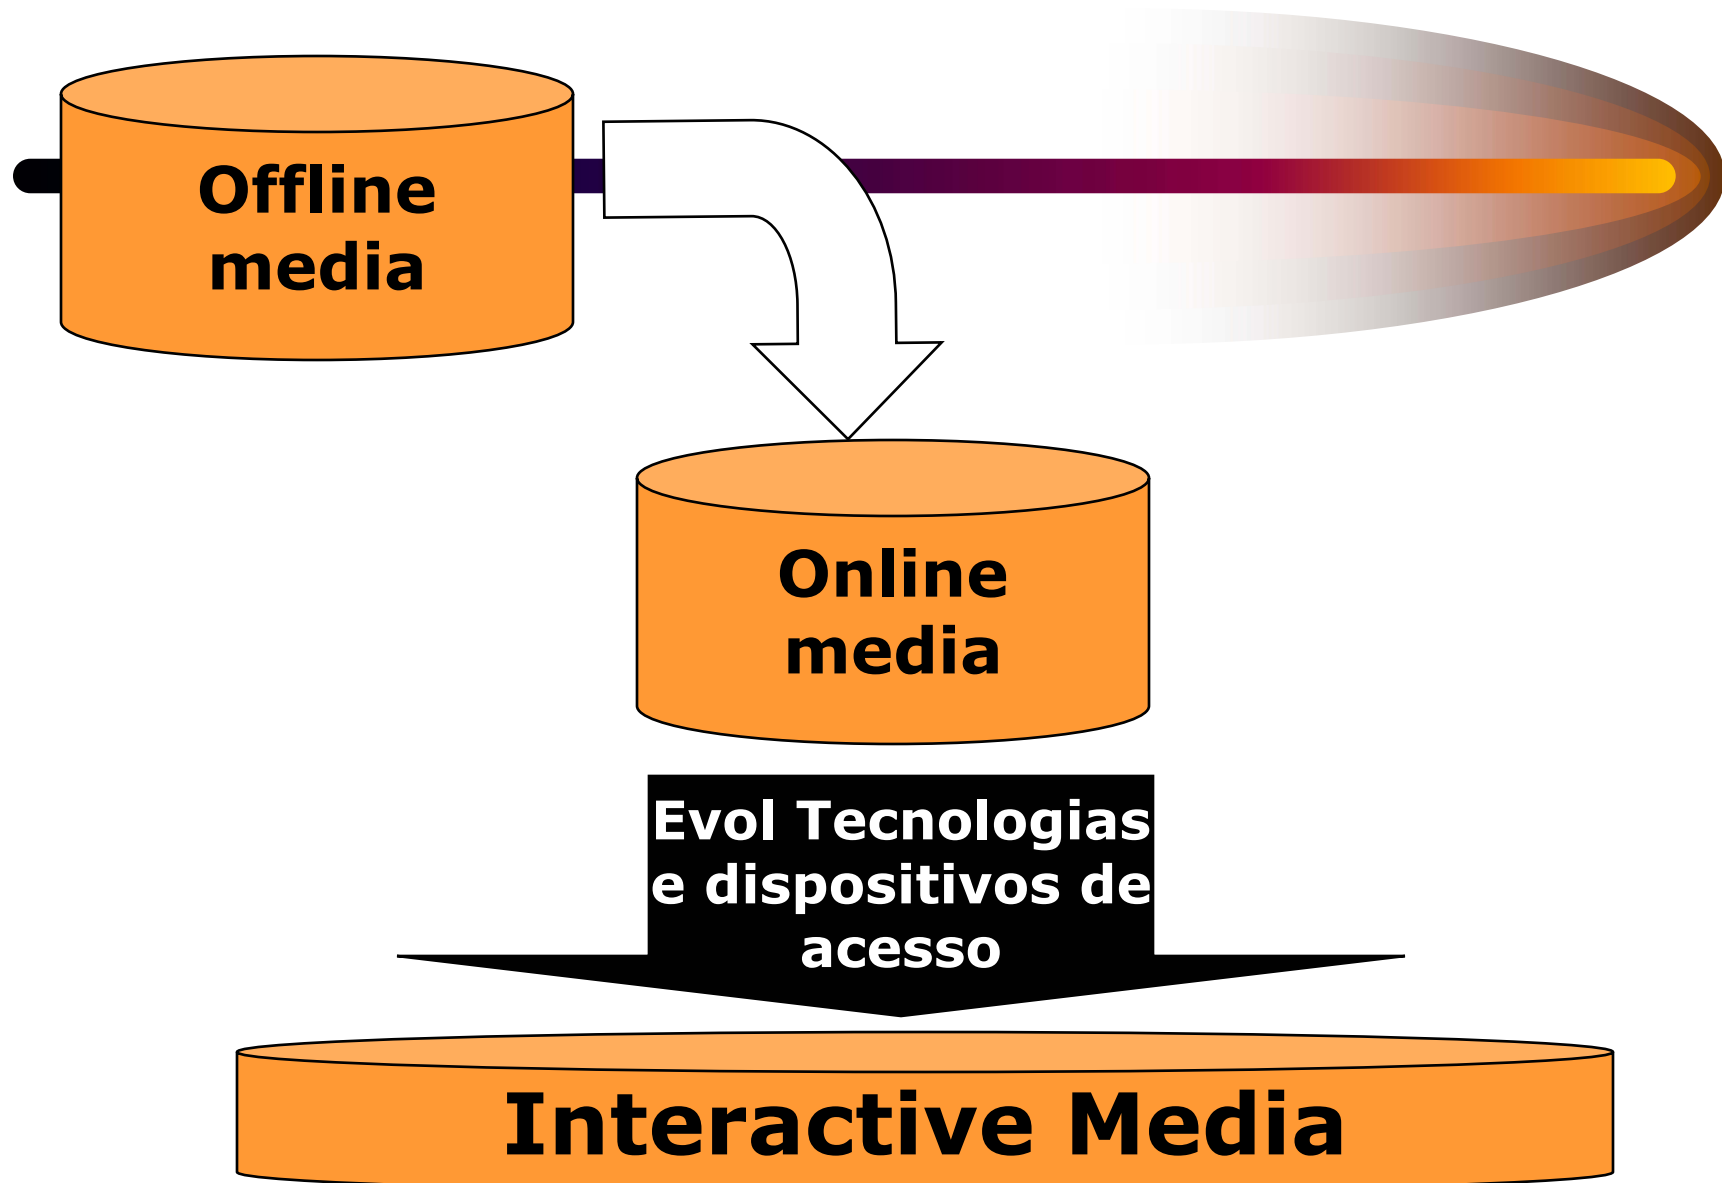 Offline
media
Online
media
Evol Tecnologias
e dispositivos de
acesso
Interactive Media